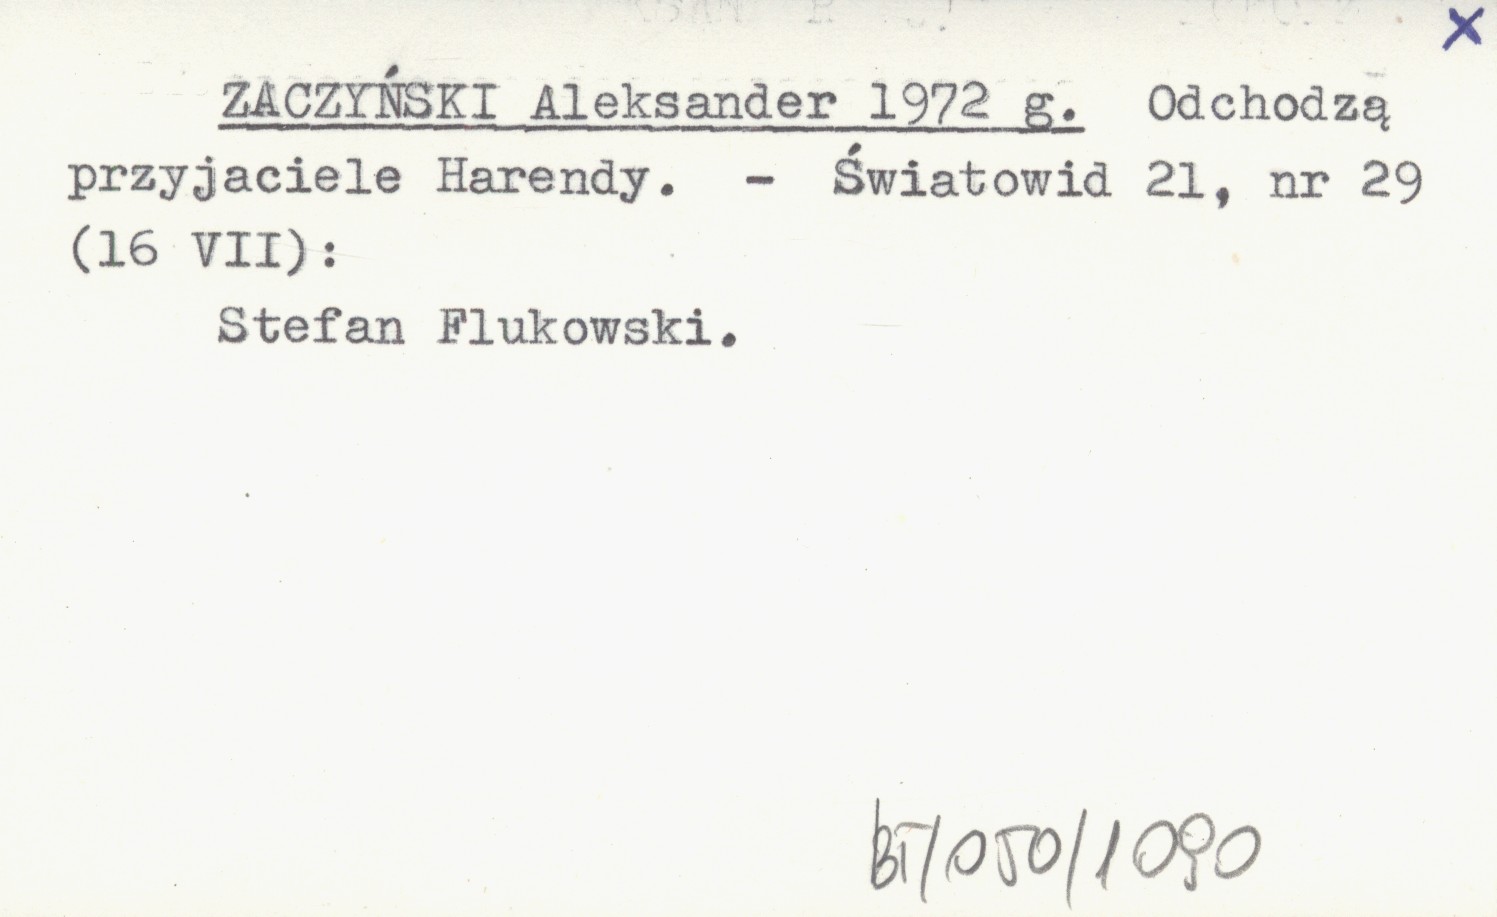 ZACZYŃSKI Aleksander 1972 g. Odchodzą
przyjaciele Harendy. - Światowid 21, nr 29
(16 VII):
Stefan Flukowski.
BT/050/1090